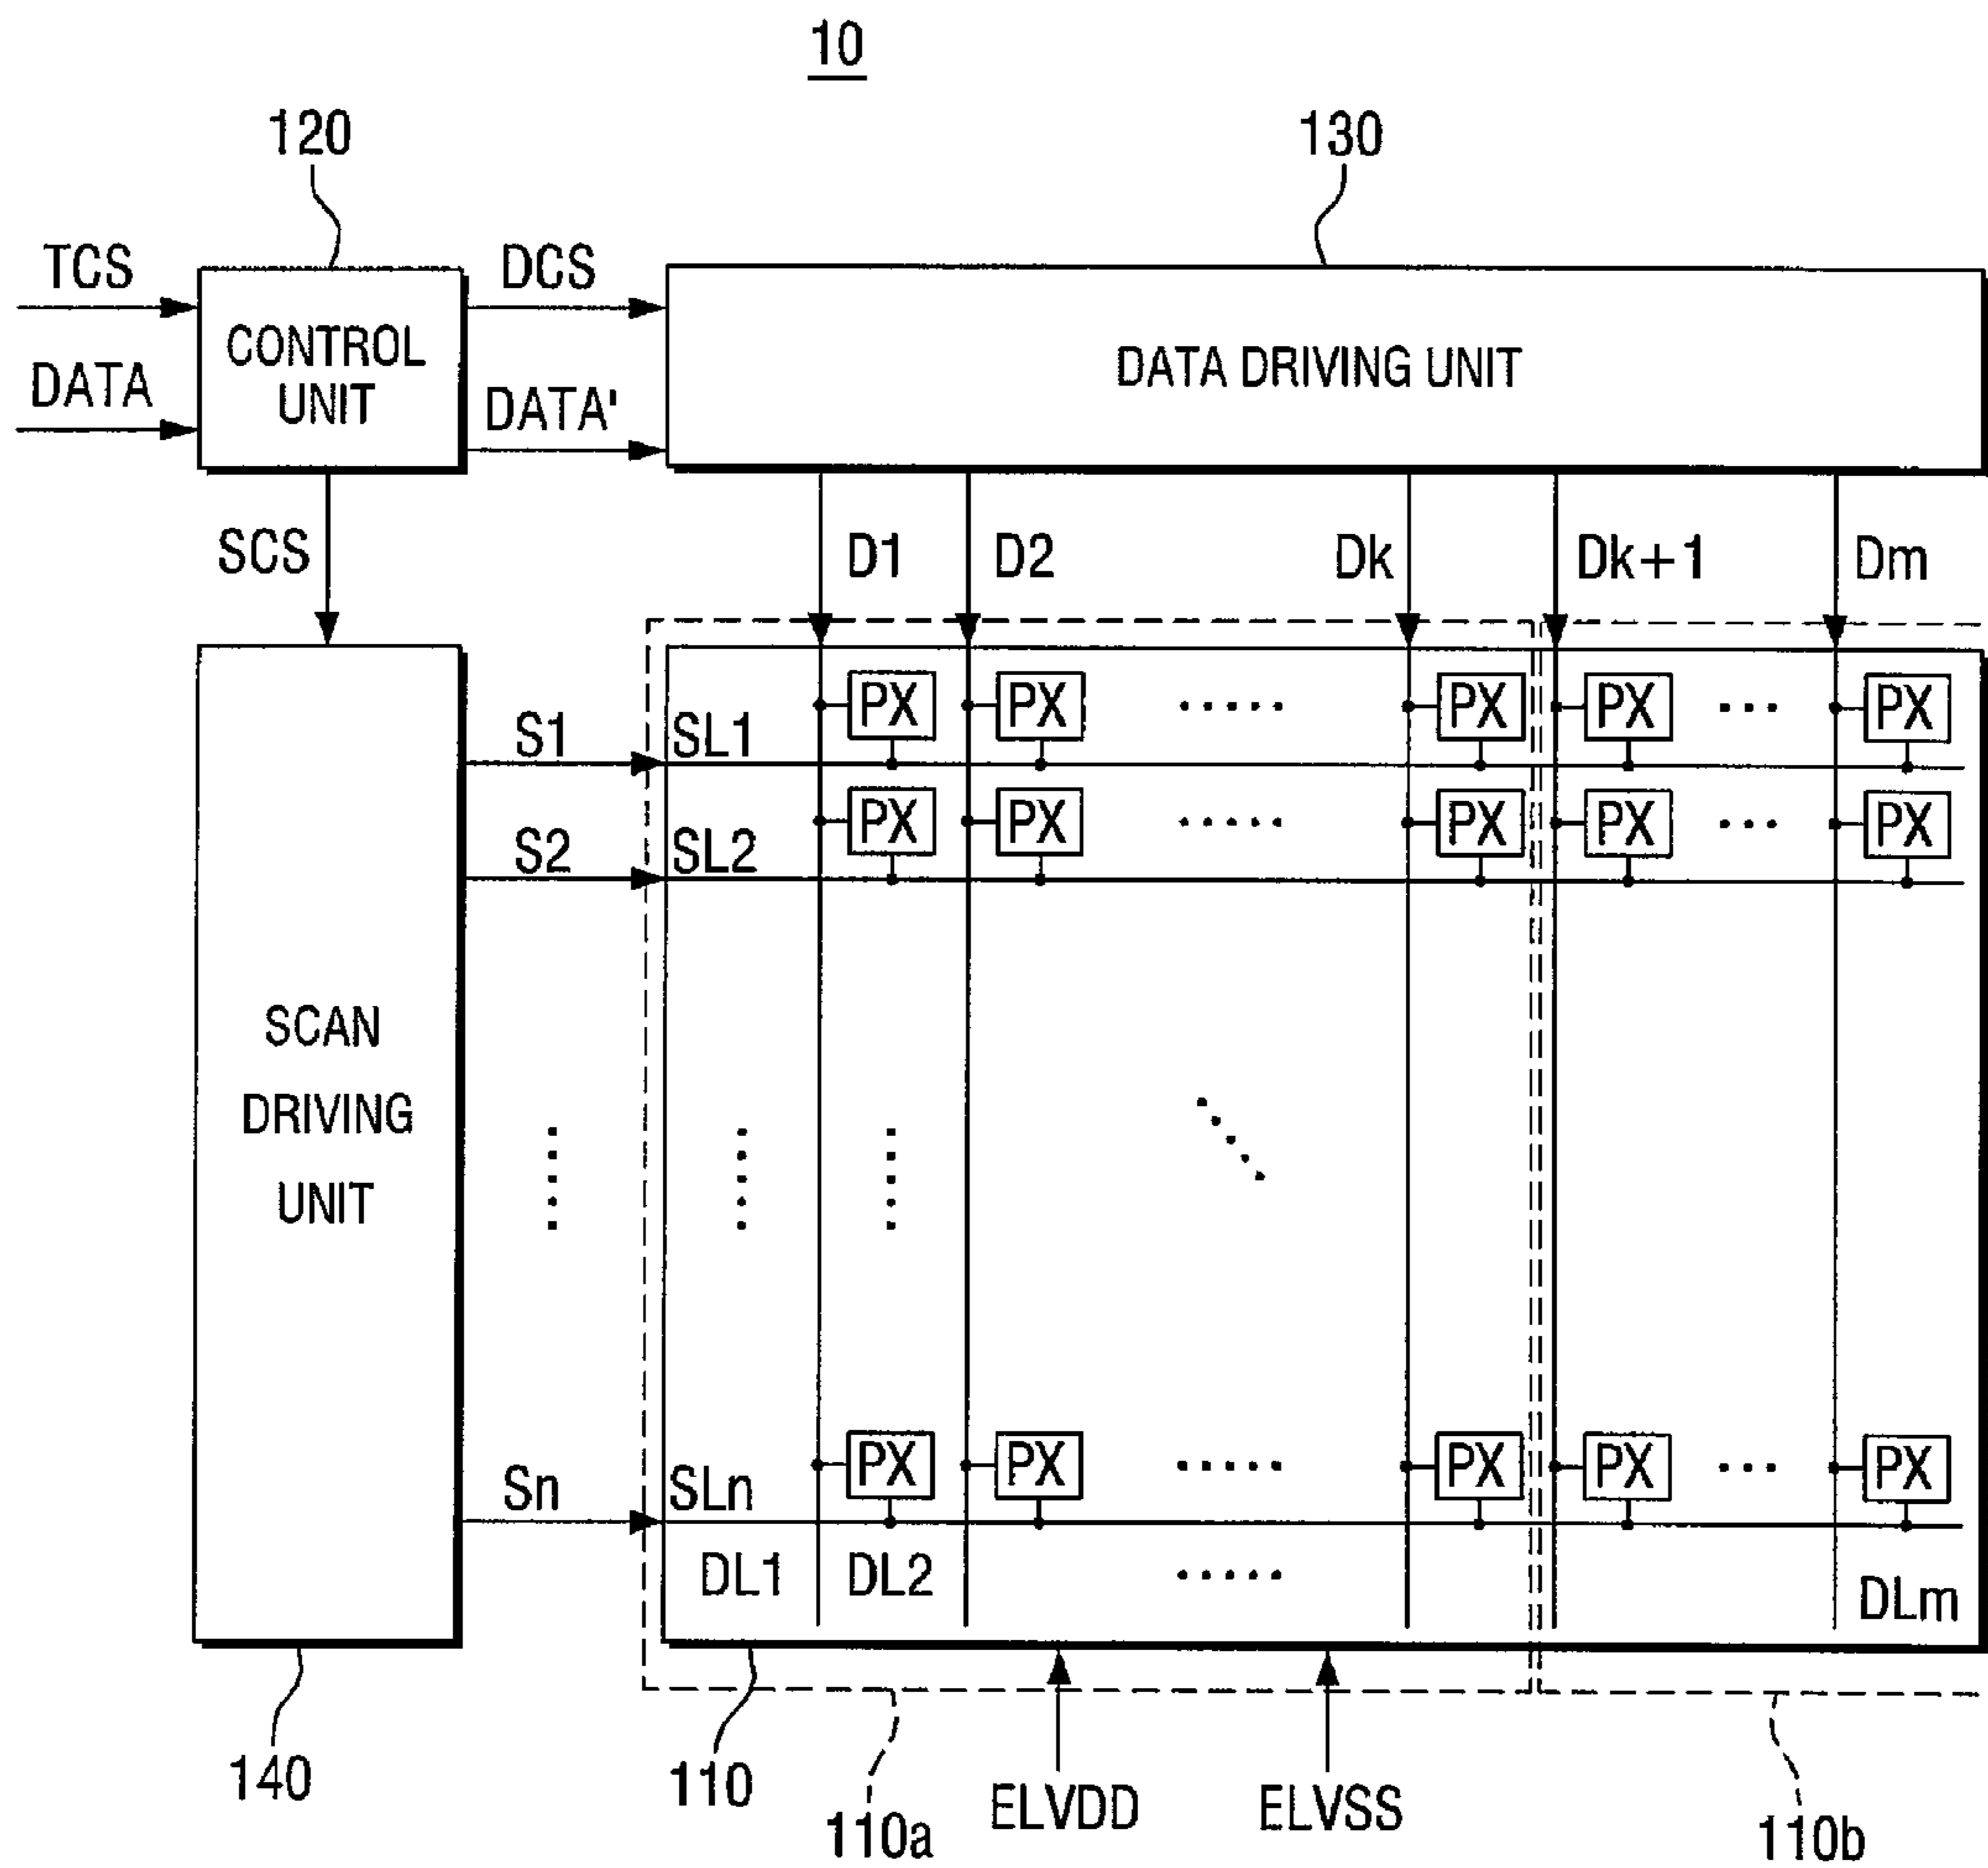 10
120
130
TCS
DCS
DATA
CONTROL
UNIT
DATA'
DATA DRIVING UNIT
SCS
D1 D2 Dk Dk+1 Dm
S1 SL1 PX PX ····· PX PX ··· PX
S2 SL2 PX PX ····· PX PX ··· PX
SCAN
DRIVING
UNIT
Sn SLn PX PX ····· PX PX ··· PX
DL1 DL2 ····· DLm
140
110
110a
ELVDD
ELVSS
110b